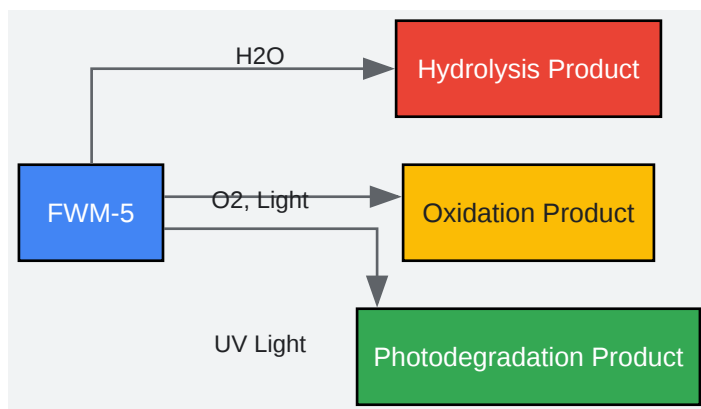 H2O
Hydrolysis Product
FWM-5
O2, Light
Oxidation Product
UV Light
Photodegradation Product